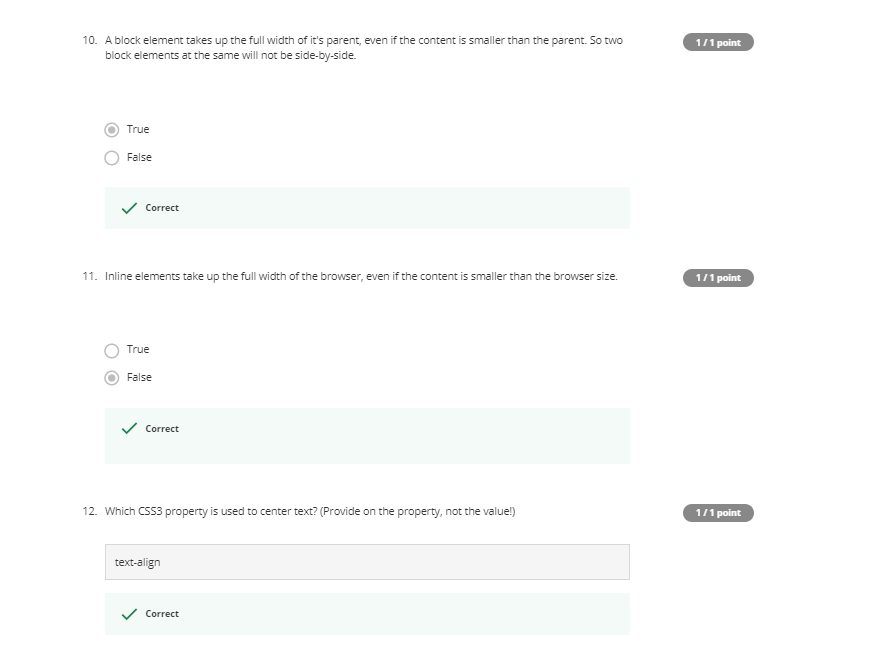 10. A block element takes up the full width of it's parent, even if the content is smaller than the parent. So two
block elements at the same will not be side-by-side.
1 / 1 point
True
False
Correct
11. Inline elements take up the full width of the browser, even if the content is smaller than the browser size.
1 / 1 point
True
False
Correct
12. Which CSS3 property is used to center text? (Provide on the property, not the value!)
1 / 1 point
text-align
Correct